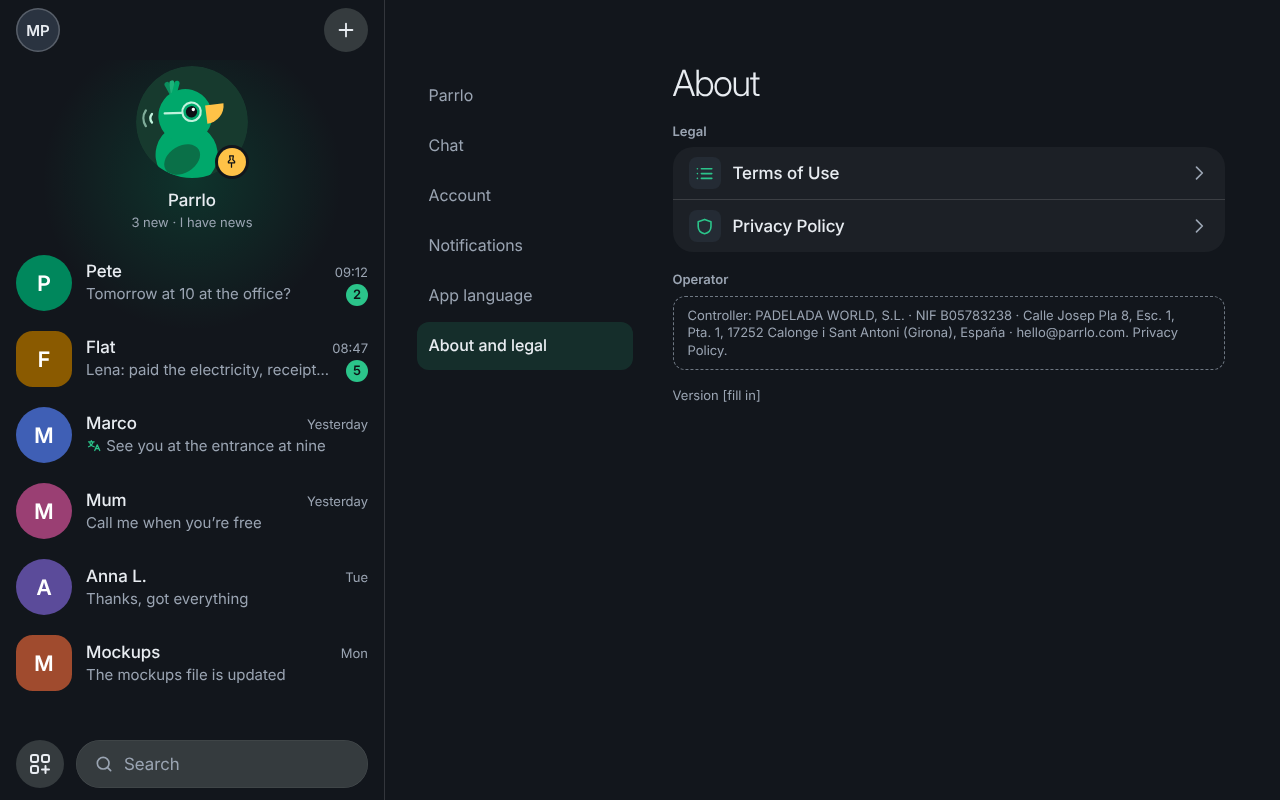 MP
Parrlo
3 new · I have news
P
Pete
09:12
Tomorrow at 10 at the office?
2
F
Flat
08:47
Lena: paid the electricity, receipt...
5
M
Marco
Yesterday
See you at the entrance at nine
M
Mum
Yesterday
Call me when you’re free
A
Anna L.
Tue
Thanks, got everything
M
Mockups
Mon
The mockups file is updated
Search
Parrlo
Chat
Account
Notifications
App language
About and legal
About
Legal
Terms of Use
Privacy Policy
Operator
Controller: PADELADA WORLD, S.L. · NIF B05783238 · Calle Josep Pla 8, Esc. 1,
Pta. 1, 17252 Calonge i Sant Antoni (Girona), España · hello@parrlo.com. Privacy
Policy.
Version [fill in]